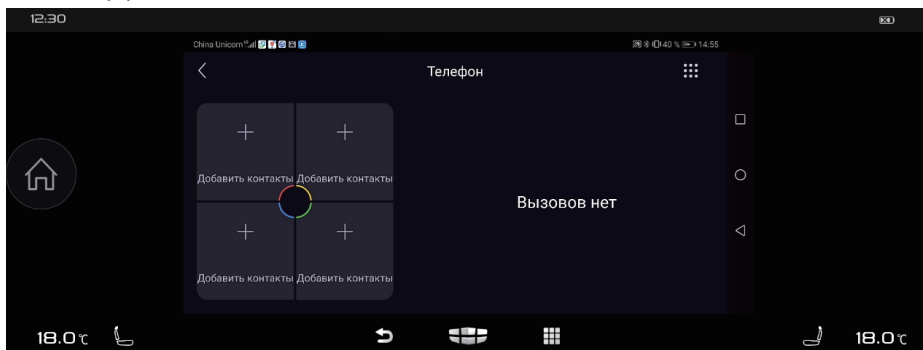 12:30
China Unicom 40 % 14:55
Телефон
Добавить контакты Добавить контакты
Вызовов нет
Добавить контакты Добавить контакты
18.0℃ 18.0℃